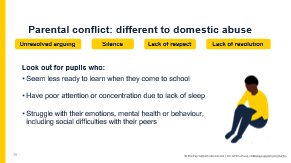 Parental conflict: different to domestic abuse
Unresolved arguing
Silence
Lack of respect
Lack of resolution
Look out for pupils who:
• Seem less ready to learn when they come to school
• Have poor attention or concentration due to lack of sleep
• Struggle with their emotions, mental health or behaviour,
including social difficulties with their peers